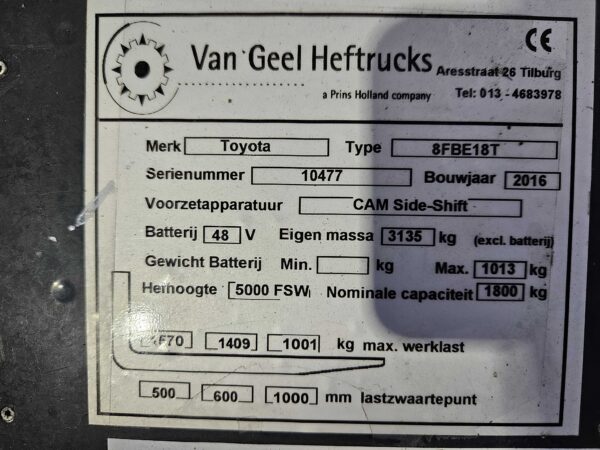 Van Geel Heftrucks
CE
Aresstraat 26 Tilburg
a Prins Holland company
Tel: 013 - 4683978
Merk Toyota Type 8FBE18T
Serienummer 10477 Bouwjaar 2016
Voorzetapparatuur CAM Side-Shift
Batterij 48 V Eigen massa 3135 kg (excl. batterij)
Gewicht Batterij Min. kg Max. 1013 kg
Hefhoogte 5000 FSW Nominale capaciteit 1800 kg
1409 1001 kg max. werklast
500 600 1000 mm lastzwaartepunt